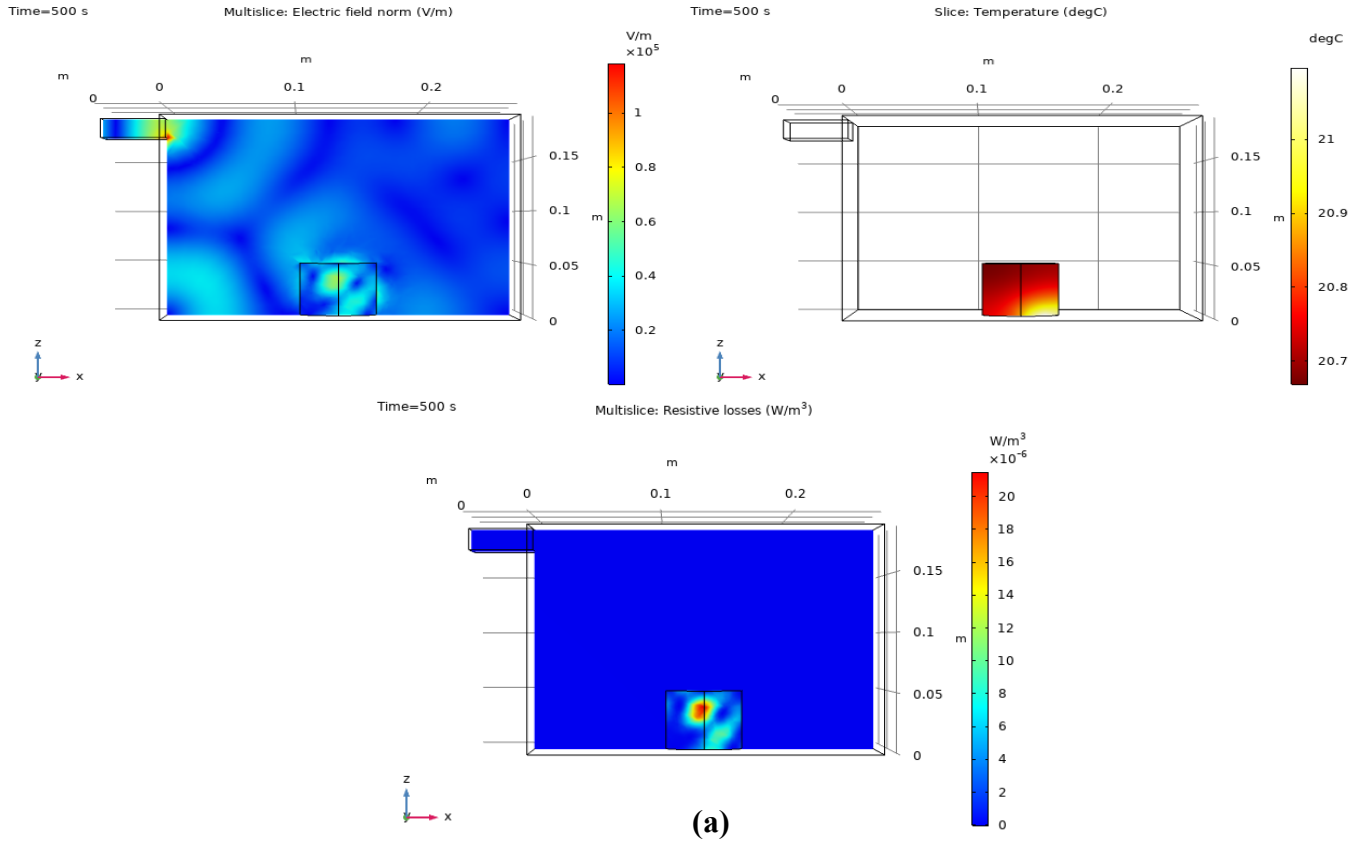 Time=500 s
Multislice: Electric field norm (V/m)
V/m
×10⁵
m
m
0
0
0.1
0.2
1
0.8
0.6
0.4
0.2
0.15
0.1
m
0.05
0
z
y
x
Time=500 s
Slice: Temperature (degC)
degC
m
m
0
0
0.1
0.2
0.15
0.1
m
0.05
0
21
20.9
20.8
20.7
z
y
x
Time=500 s
Multislice: Resistive losses (W/m³)
W/m³
×10⁻⁶
m
m
0
0
0.1
0.2
0.15
0.1
m
0.05
0
20
18
16
14
12
10
8
6
4
2
0
z
y
x
(a)